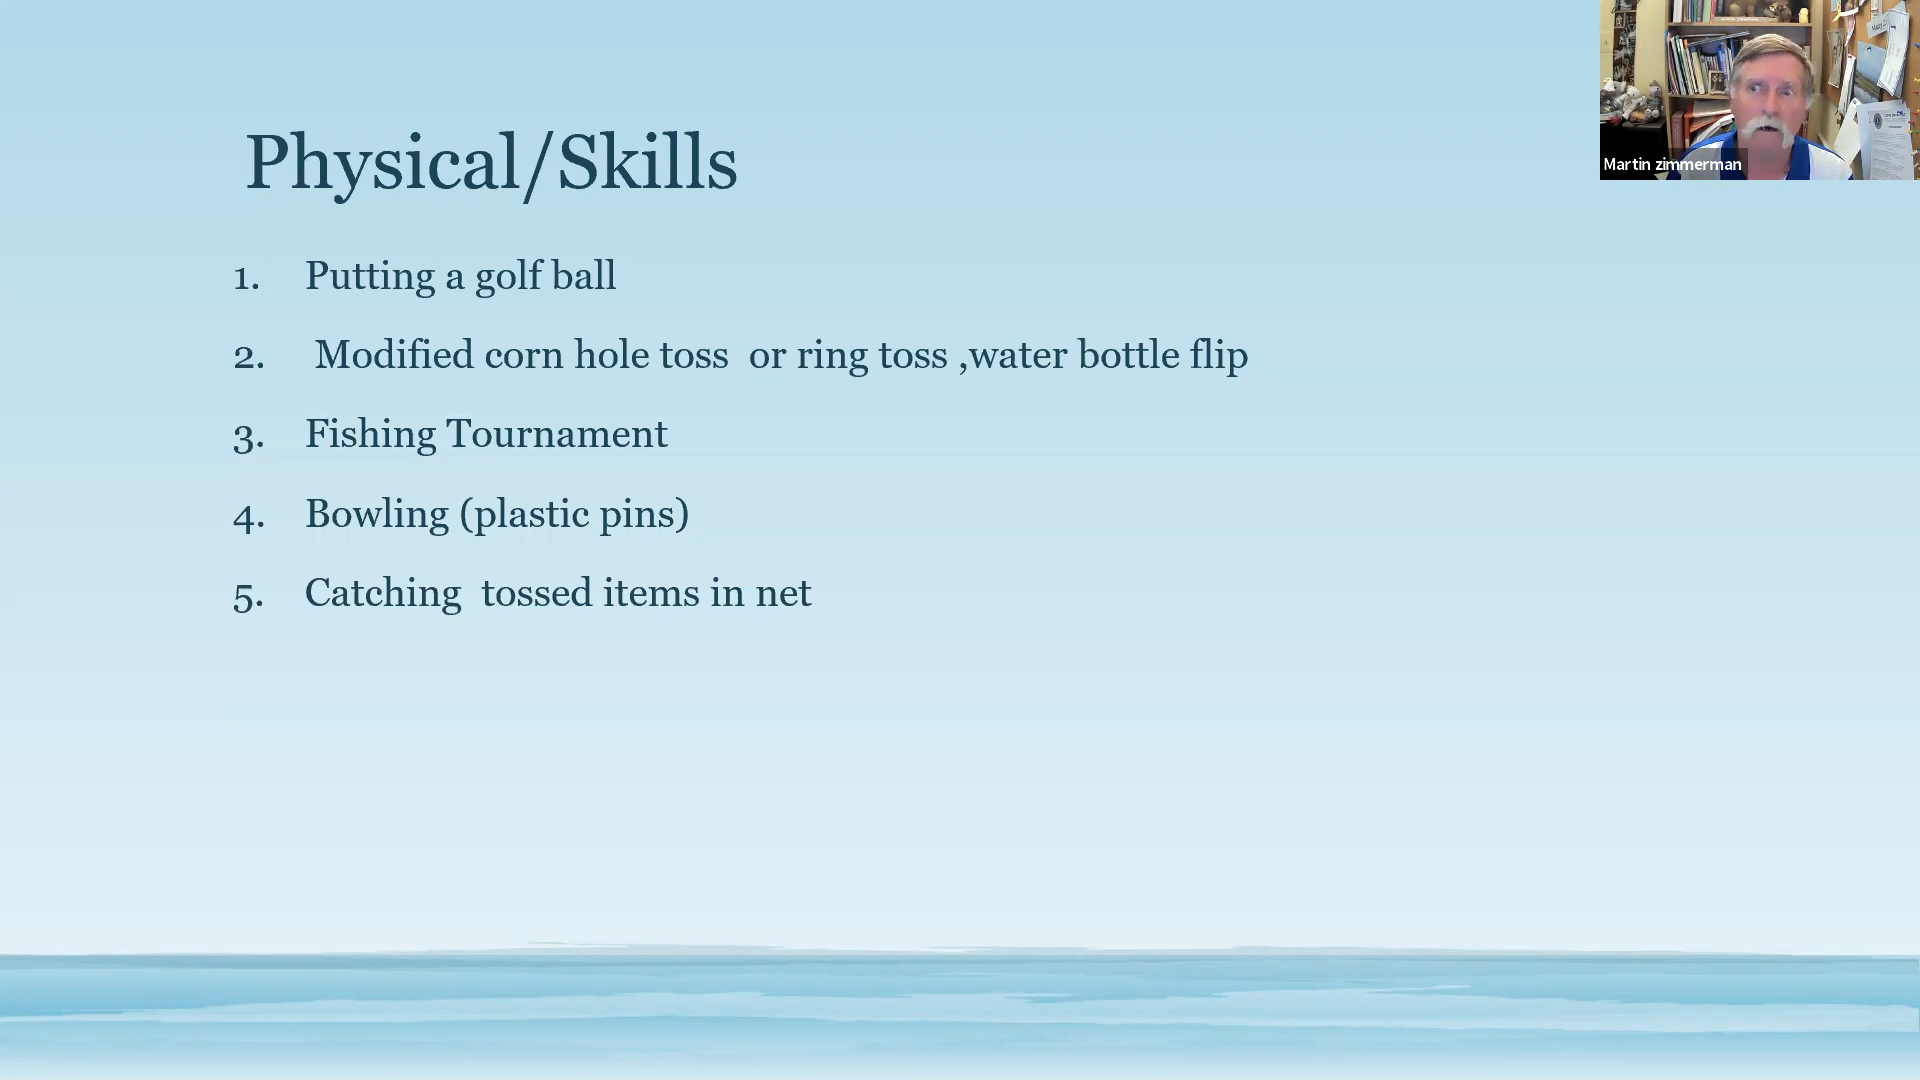 Physical/Skills
1. Putting a golf ball
2. Modified corn hole toss  or ring toss ,water bottle flip
3. Fishing Tournament
4. Bowling (plastic pins)
5. Catching  tossed items in net
Martin zimmerman